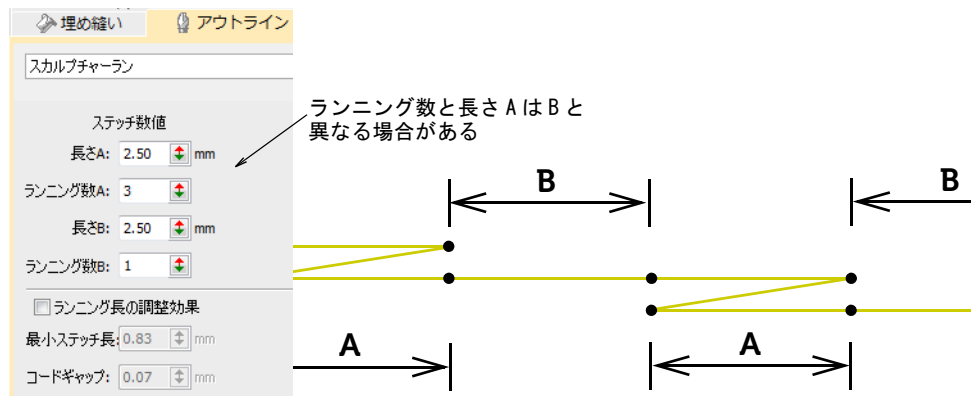 埋め縫い
アウトライン
スカルプチャーラン
ステッチ数値
長さA: 2.50 mm
ランニング数A: 3
長さB: 2.50 mm
ランニング数B: 1
ランニング長の調整効果
最小ステッチ長: 0.83 mm
コードギャップ: 0.07 mm
ランニング数と長さ A は B と
異なる場合がある
B
B
A
A